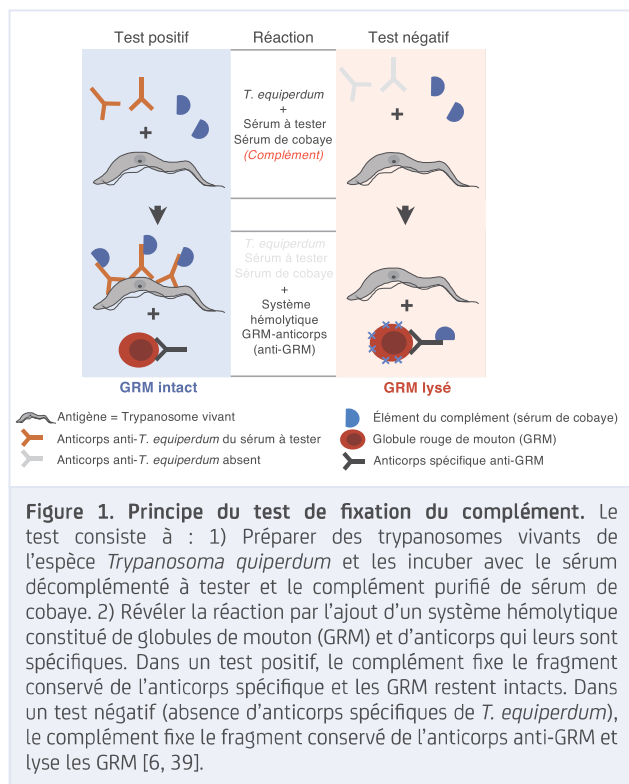 Test positif
Réaction
Test négatif
T. equiperdum
+
Sérum à tester
Sérum de cobaye
(Complément)
+
+
T. equiperdum
Sérum à tester
Sérum de cobaye
+
Système
hémolytique
GRM-anticorps
(anti-GRM)
+
+
GRM intact
GRM lysé
Antigène = Trypanosome vivant
Anticorps anti-T. equiperdum du sérum à tester
Anticorps anti-T. equiperdum absent
Élément du complément (sérum de cobaye)
Globule rouge de mouton (GRM)
Anticorps spécifique anti-GRM
Figure 1. Principe du test de fixation du complément. Le
test consiste à : 1) Préparer des trypanosomes vivants de
l'espèce Trypanosoma quiperdum et les incuber avec le sérum
décomplémenté à tester et le complément purifié de sérum de
cobaye. 2) Révéler la réaction par l'ajout d'un système hémolytique
constitué de globules de mouton (GRM) et d'anticorps qui leurs sont
spécifiques. Dans un test positif, le complément fixe le fragment
conservé de l'anticorps spécifique et les GRM restent intacts. Dans
un test négatif (absence d'anticorps spécifiques de T. equiperdum),
le complément fixe le fragment conservé de l'anticorps anti-GRM et
lyse les GRM [6, 39].